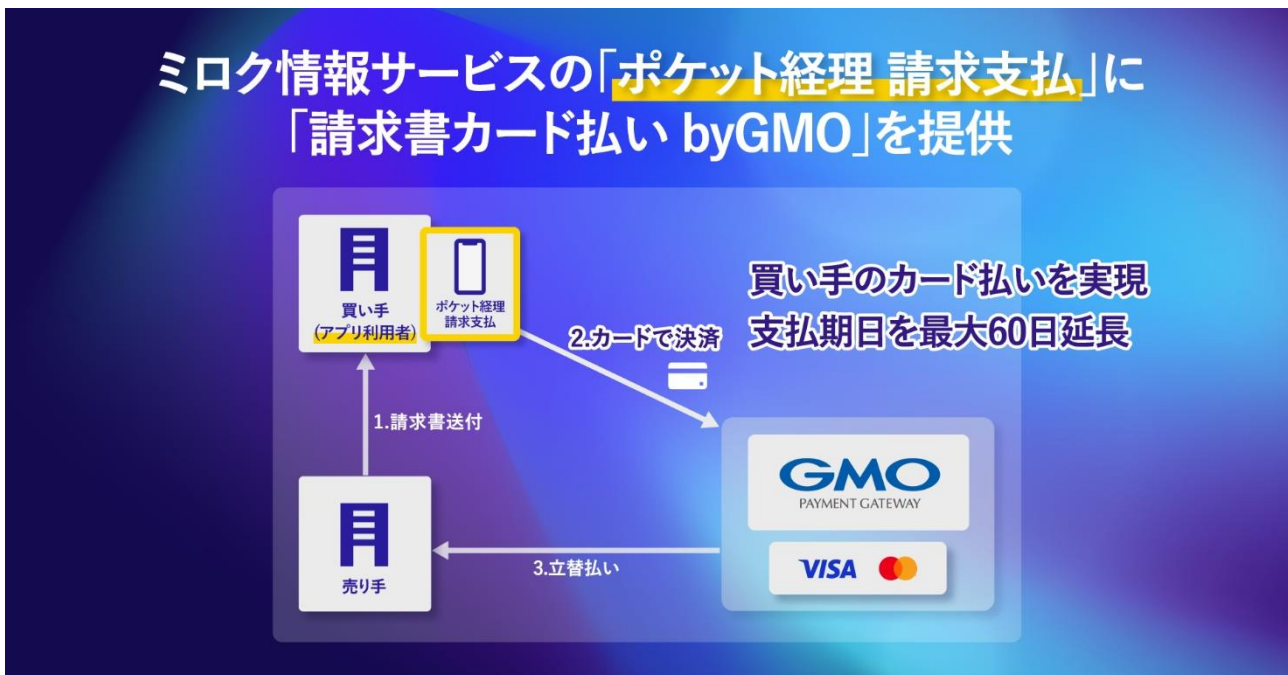 ミロク情報サービスの「ポケット経理 請求支払」に
「請求書カード払い byGMO」を提供
買い手
(アプリ利用者)
ポケット経理
請求支払
買い手のカード払いを実現
支払期日を最大60日延長
2.カードで決済
1.請求書送付
GMO
PAYMENT GATEWAY
VISA
3.立替払い
売り手